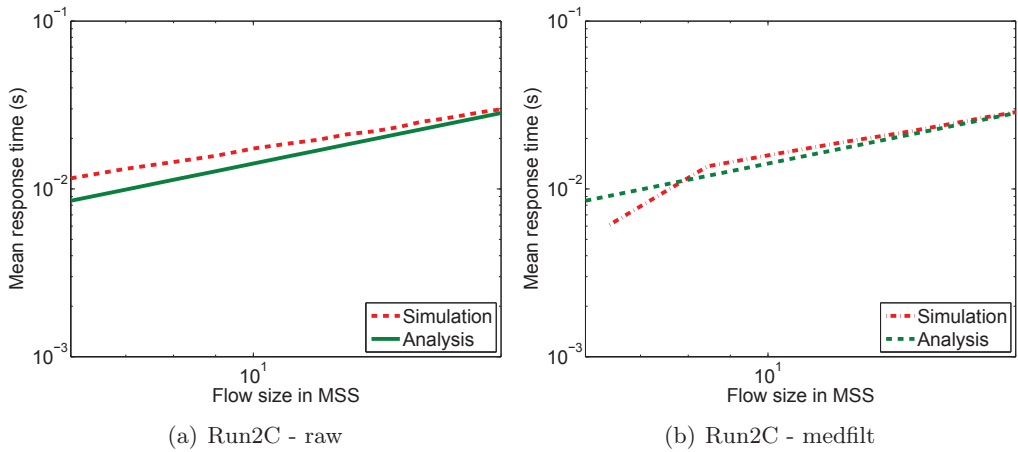 10^-1
10^-2
10^-3
Mean response time (s)
10^1
Flow size in MSS
Simulation
Analysis
(a) Run2C - raw
10^-1
10^-2
10^-3
Mean response time (s)
10^1
Flow size in MSS
Simulation
Analysis
(b) Run2C - medfilt